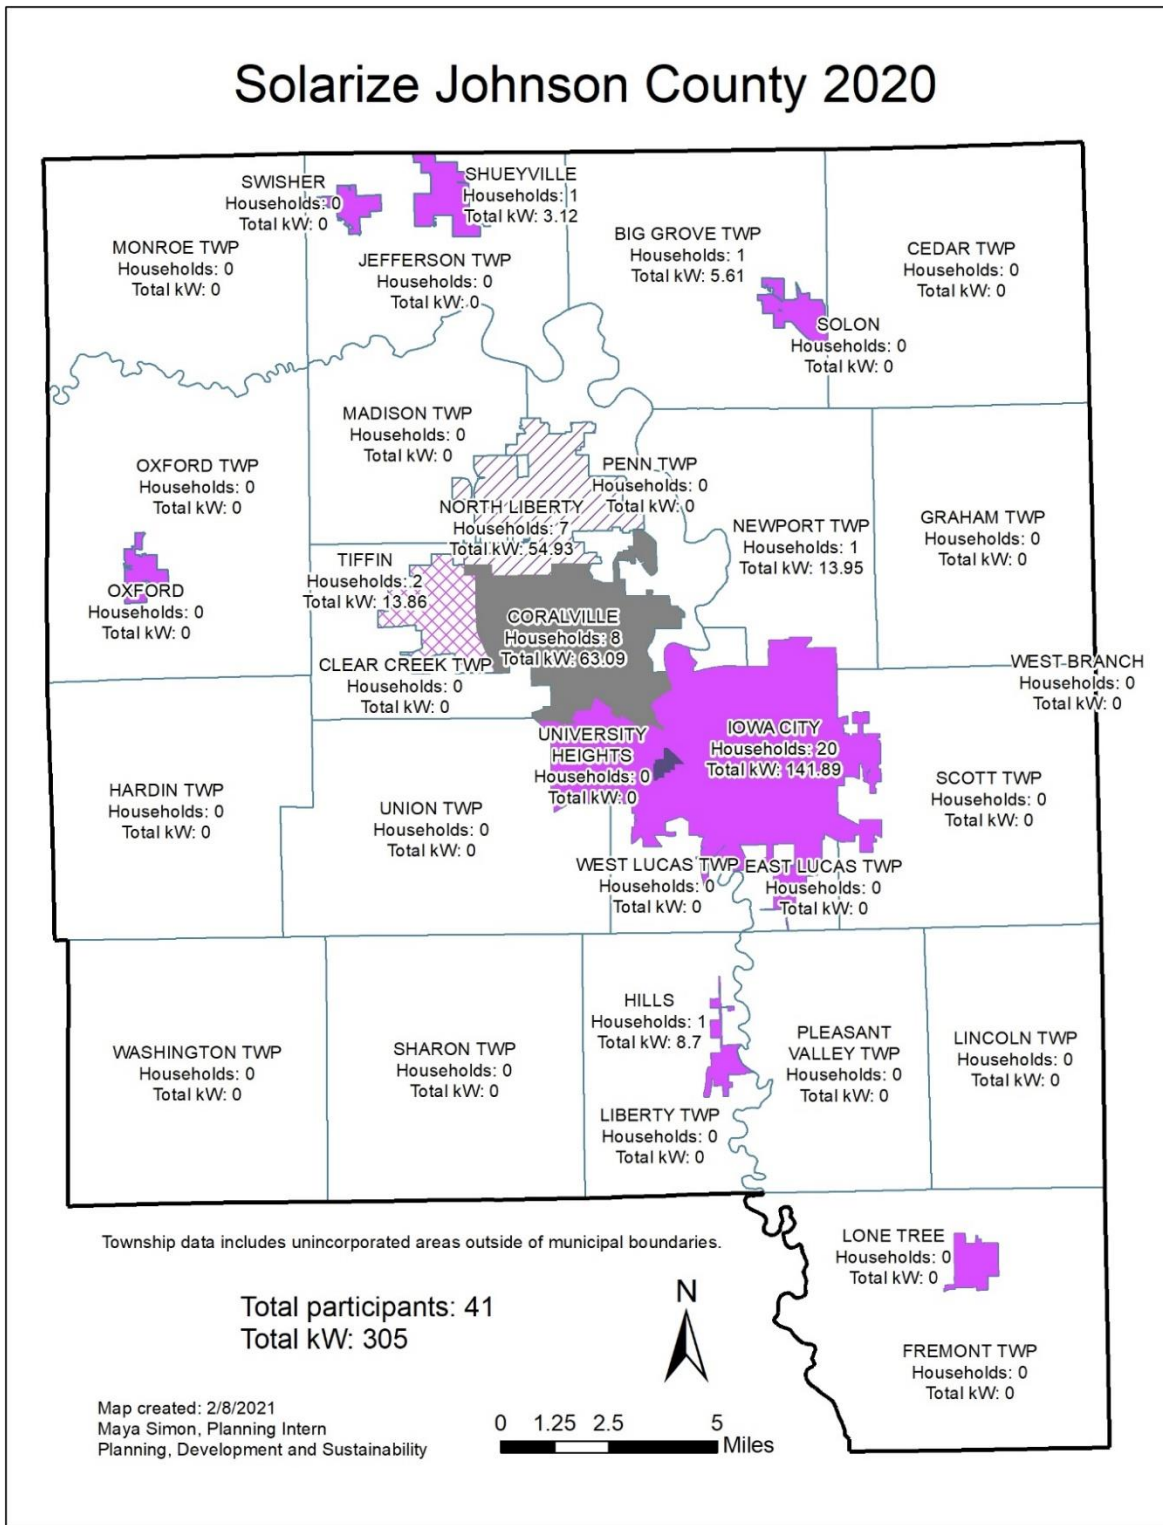 Solarize Johnson County 2020
SWISHER
Households: 0
Total kW: 0
SHUEYVILLE
Households: 1
Total kW: 3.12
MONROE TWP
Households: 0
Total kW: 0
JEFFERSON TWP
Households: 0
Total kW: 0
BIG GROVE TWP
Households: 1
Total kW: 5.61
CEDAR TWP
Households: 0
Total kW: 0
SOLON
Households: 0
Total kW: 0
MADISON TWP
Households: 0
Total kW: 0
OXFORD TWP
Households: 0
Total kW: 0
PENN TWP
Households: 0
Total kW: 0
NORTH LIBERTY
Households: 7
Total kW: 54.93
NEWPORT TWP
Households: 1
Total kW: 13.95
GRAHAM TWP
Households: 0
Total kW: 0
TIFFIN
Households: 2
Total kW: 13.86
OXFORD
Households: 0
Total kW: 0
CORALVILLE
Households: 8
Total kW: 63.09
CLEAR CREEK TWP
Households: 0
Total kW: 0
WEST BRANCH
Households: 0
Total kW: 0
UNIVERSITY
HEIGHTS
Households: 0
Total kW: 0
IOWA CITY
Households: 20
Total kW: 141.89
HARDIN TWP
Households: 0
Total kW: 0
UNION TWP
Households: 0
Total kW: 0
SCOTT TWP
Households: 0
Total kW: 0
WEST LUCAS TWP
Households: 0
Total kW: 0
EAST LUCAS TWP
Households: 0
Total kW: 0
HILLS
Households: 1
Total kW: 8.7
WASHINGTON TWP
Households: 0
Total kW: 0
SHARON TWP
Households: 0
Total kW: 0
PLEASANT
VALLEY TWP
Households: 0
Total kW: 0
LINCOLN TWP
Households: 0
Total kW: 0
LIBERTY TWP
Households: 0
Total kW: 0
Township data includes unincorporated areas outside of municipal boundaries.
LONE TREE
Households: 0
Total kW: 0
Total participants: 41
Total kW: 305
N
FREMONT TWP
Households: 0
Total kW: 0
Map created: 2/8/2021
Maya Simon, Planning Intern
Planning, Development and Sustainability
0 1.25 2.5 5
Miles